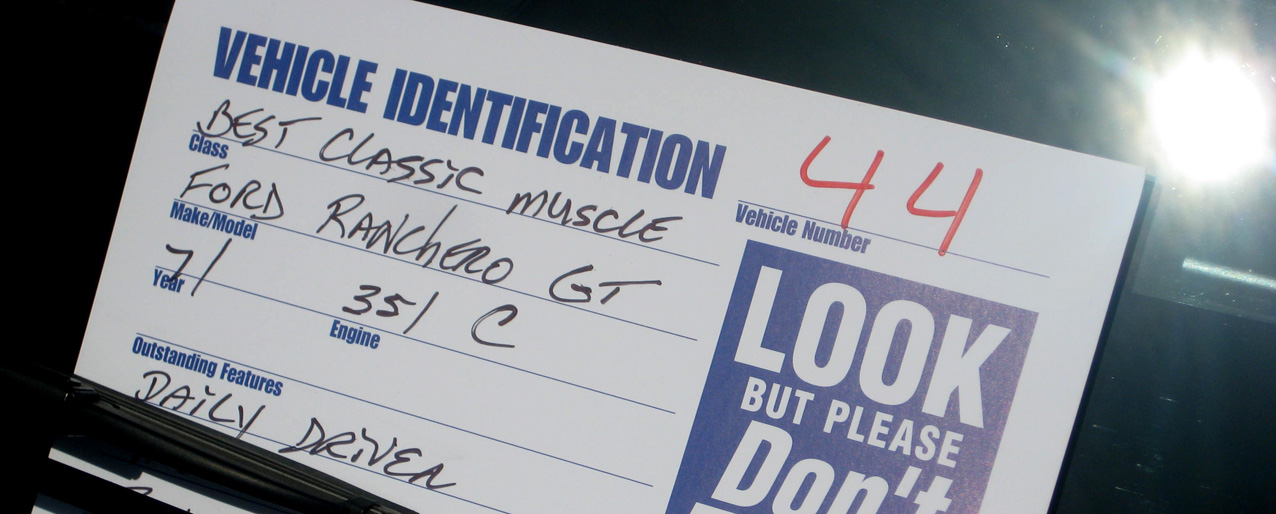 VEHICLE IDENTIFICATION
BEST CLASSIC MUSCLE
Class
FORD RANCHERO GT
Make/Model
71
Year
351 C
Engine
Outstanding Features
DAILY DRIVEN
44
Vehicle Number
LOOK
BUT PLEASE
Don't